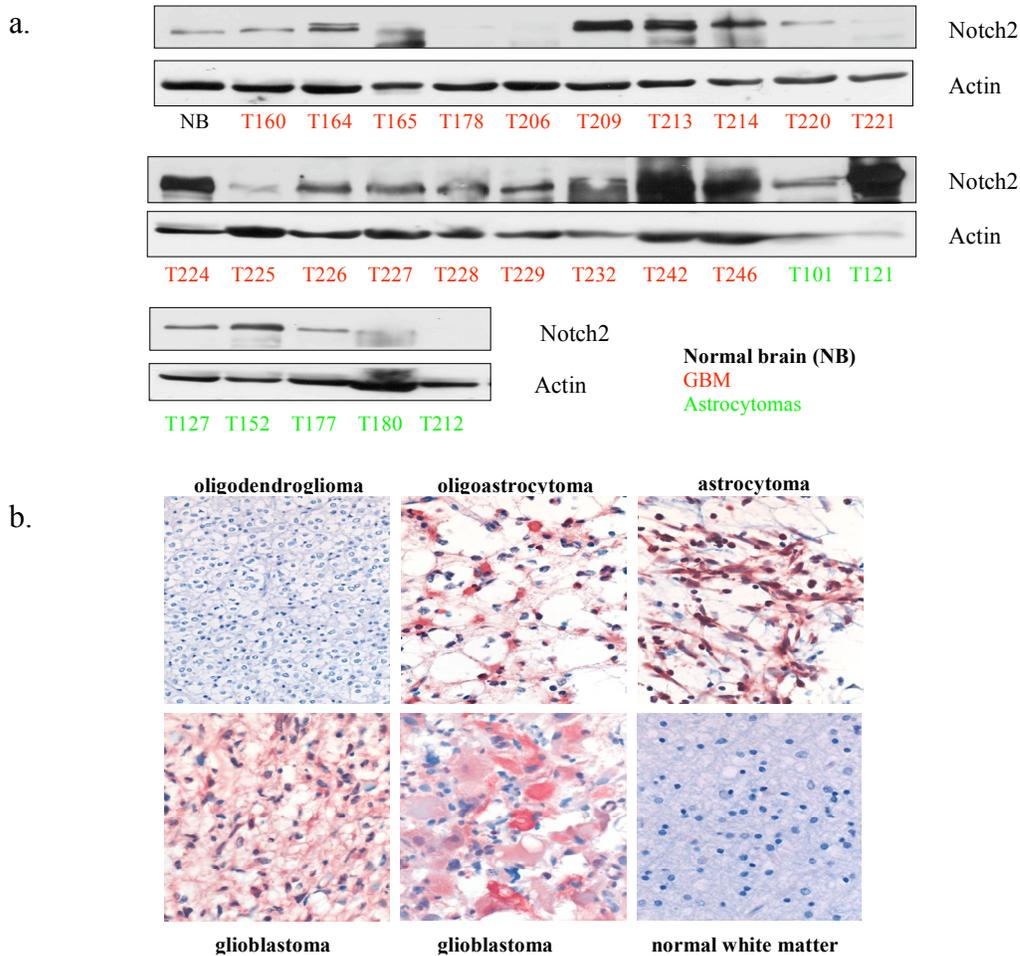 a.
Notch2
Actin
NB T160 T164 T165 T178 T206 T209 T213 T214 T220 T221
Notch2
Actin
T224 T225 T226 T227 T228 T229 T232 T242 T246 T101 T121
Notch2
Actin
T127 T152 T177 T180 T212
Normal brain (NB)
GBM
Astrocytomas
b.
oligodendroglioma oligoastrocytoma astrocytoma
glioblastoma glioblastoma normal white matter